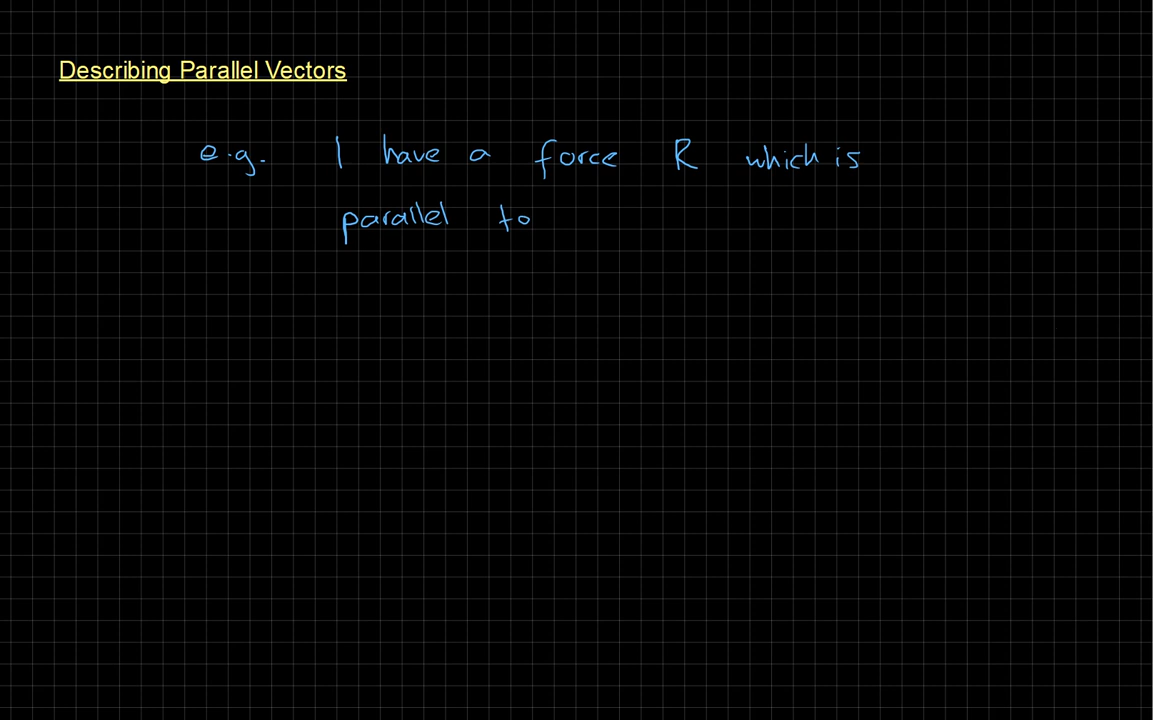 Describing Parallel Vectors
e.g. I have a force R which is
parallel to